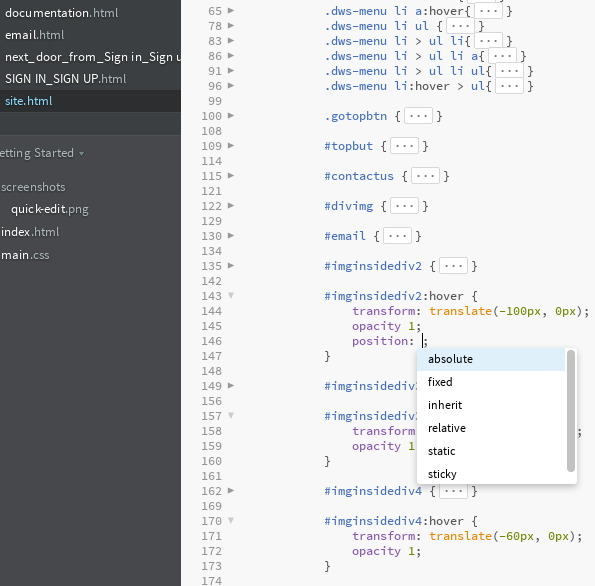 documentation.html
email.html
next_door_from_Sign in_Sign u
SIGN IN_SIGN UP.html
site.html
etting Started
screenshots
quick-edit.png
index.html
main.css
65 .dws-menu li a:hover{ ··· }
78 .dws-menu li ul { ··· }
83 .dws-menu li > ul li{ ··· }
86 .dws-menu li > ul li a{ ··· }
91 .dws-menu li > ul li ul{ ··· }
96 .dws-menu li:hover > ul{ ··· }
99
100 .gotopbtn { ··· }
108
109 #topbut { ··· }
114
115 #contactus { ··· }
121
122 #divimg { ··· }
129
130 #email { ··· }
134
135 #imginsidediv2 { ··· }
142
143 #imginsidediv2:hover {
144 transform: translate(-100px, 0px);
145 opacity 1;
146 position: ;
147 }
148
149 #imginsidediv
156
157 #imginsidediv
158 transform ;
159 opacity 1
160 }
161
162 #imginsidediv4 { ··· }
169
170 #imginsidediv4:hover {
171 transform: translate(-60px, 0px);
172 opacity 1;
173 }
174
absolute
fixed
inherit
relative
static
sticky